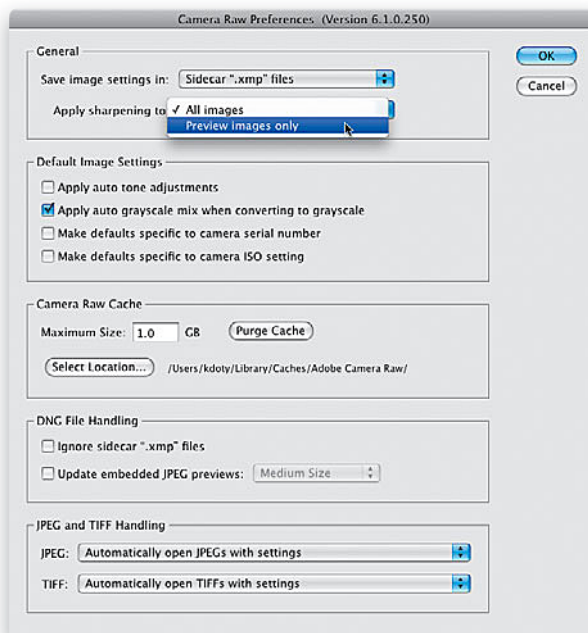 Camera Raw Preferences (Version 6.1.0.250)
General
Save image settings in: Sidecar ".xmp" files
Apply sharpening to ✓ All images
Preview images only
OK
Cancel
Default Image Settings
Apply auto tone adjustments
Apply auto grayscale mix when converting to grayscale
Make defaults specific to camera serial number
Make defaults specific to camera ISO setting
Camera Raw Cache
Maximum Size: 1.0 GB Purge Cache
Select Location... /Users/kdoty/Library/Caches/Adobe Camera Raw/
DNG File Handling
Ignore sidecar ".xmp" files
Update embedded JPEG previews: Medium Size
JPEG and TIFF Handling
JPEG: Automatically open JPEGs with settings
TIFF: Automatically open TIFFs with settings